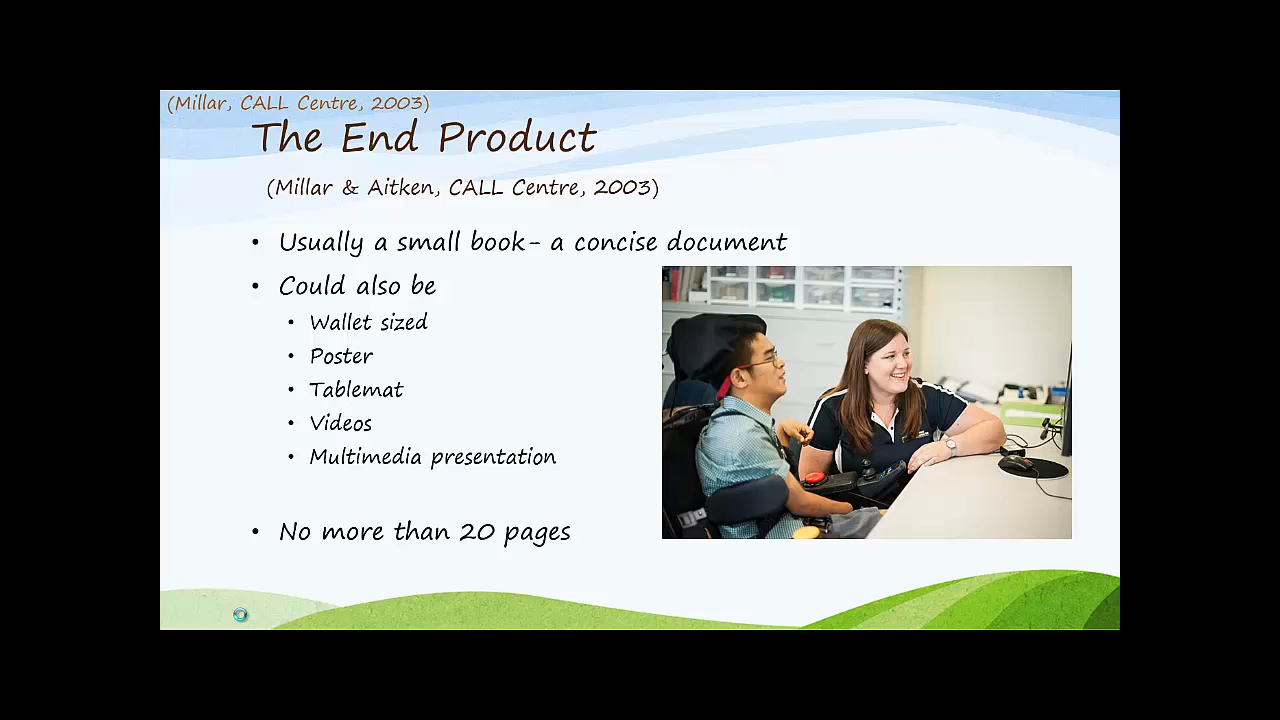 (Millar, CALL Centre, 2003)
The End Product
(Millar & Aitken, CALL Centre, 2003)
• Usually a small book- a concise document
• Could also be
• Wallet sized
• Poster
• Tablemat
• Videos
• Multimedia presentation
• No more than 20 pages